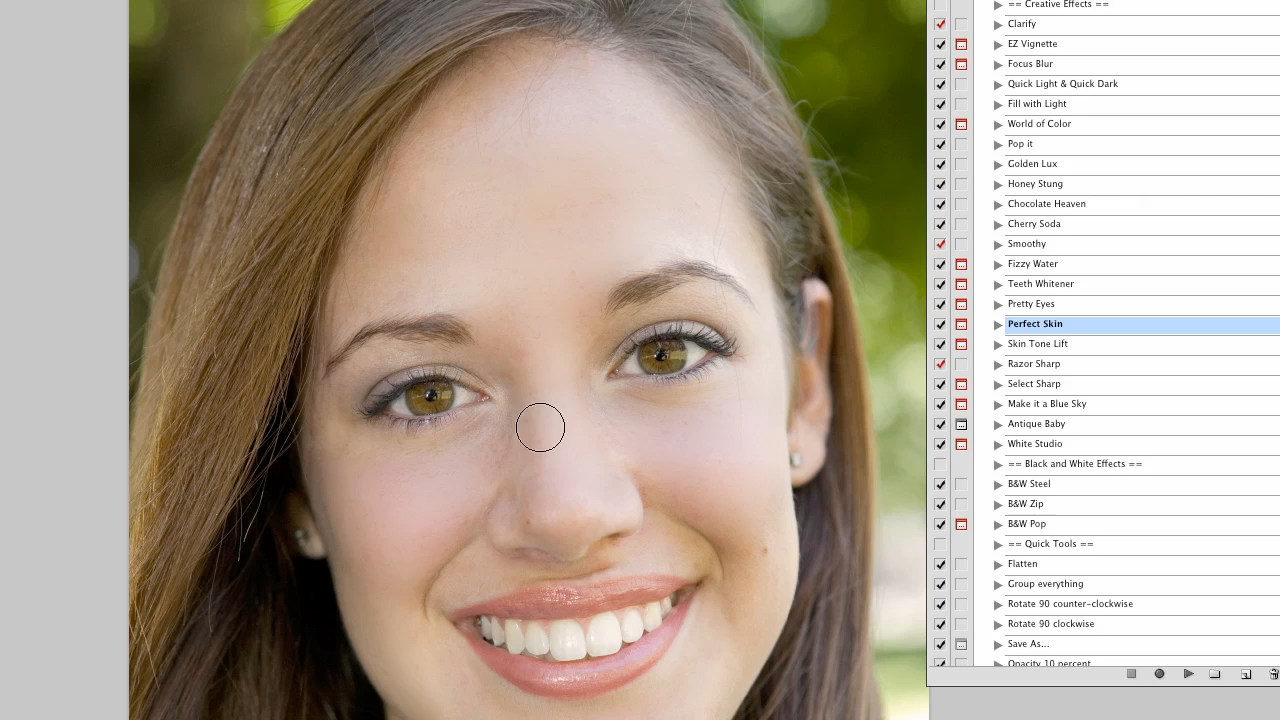 == Creative Effects ==
Clarify
EZ Vignette
Focus Blur
Quick Light & Quick Dark
Fill with Light
World of Color
Pop it
Golden Lux
Honey Stung
Chocolate Heaven
Cherry Soda
Smoothy
Fizzy Water
Teeth Whitener
Pretty Eyes
Perfect Skin
Skin Tone Lift
Razor Sharp
Select Sharp
Make it a Blue Sky
Antique Baby
White Studio
== Black and White Effects ==
B&W Steel
B&W Zip
B&W Pop
== Quick Tools ==
Flatten
Group everything
Rotate 90 counter-clockwise
Rotate 90 clockwise
Save As...
Opacity 10 percent